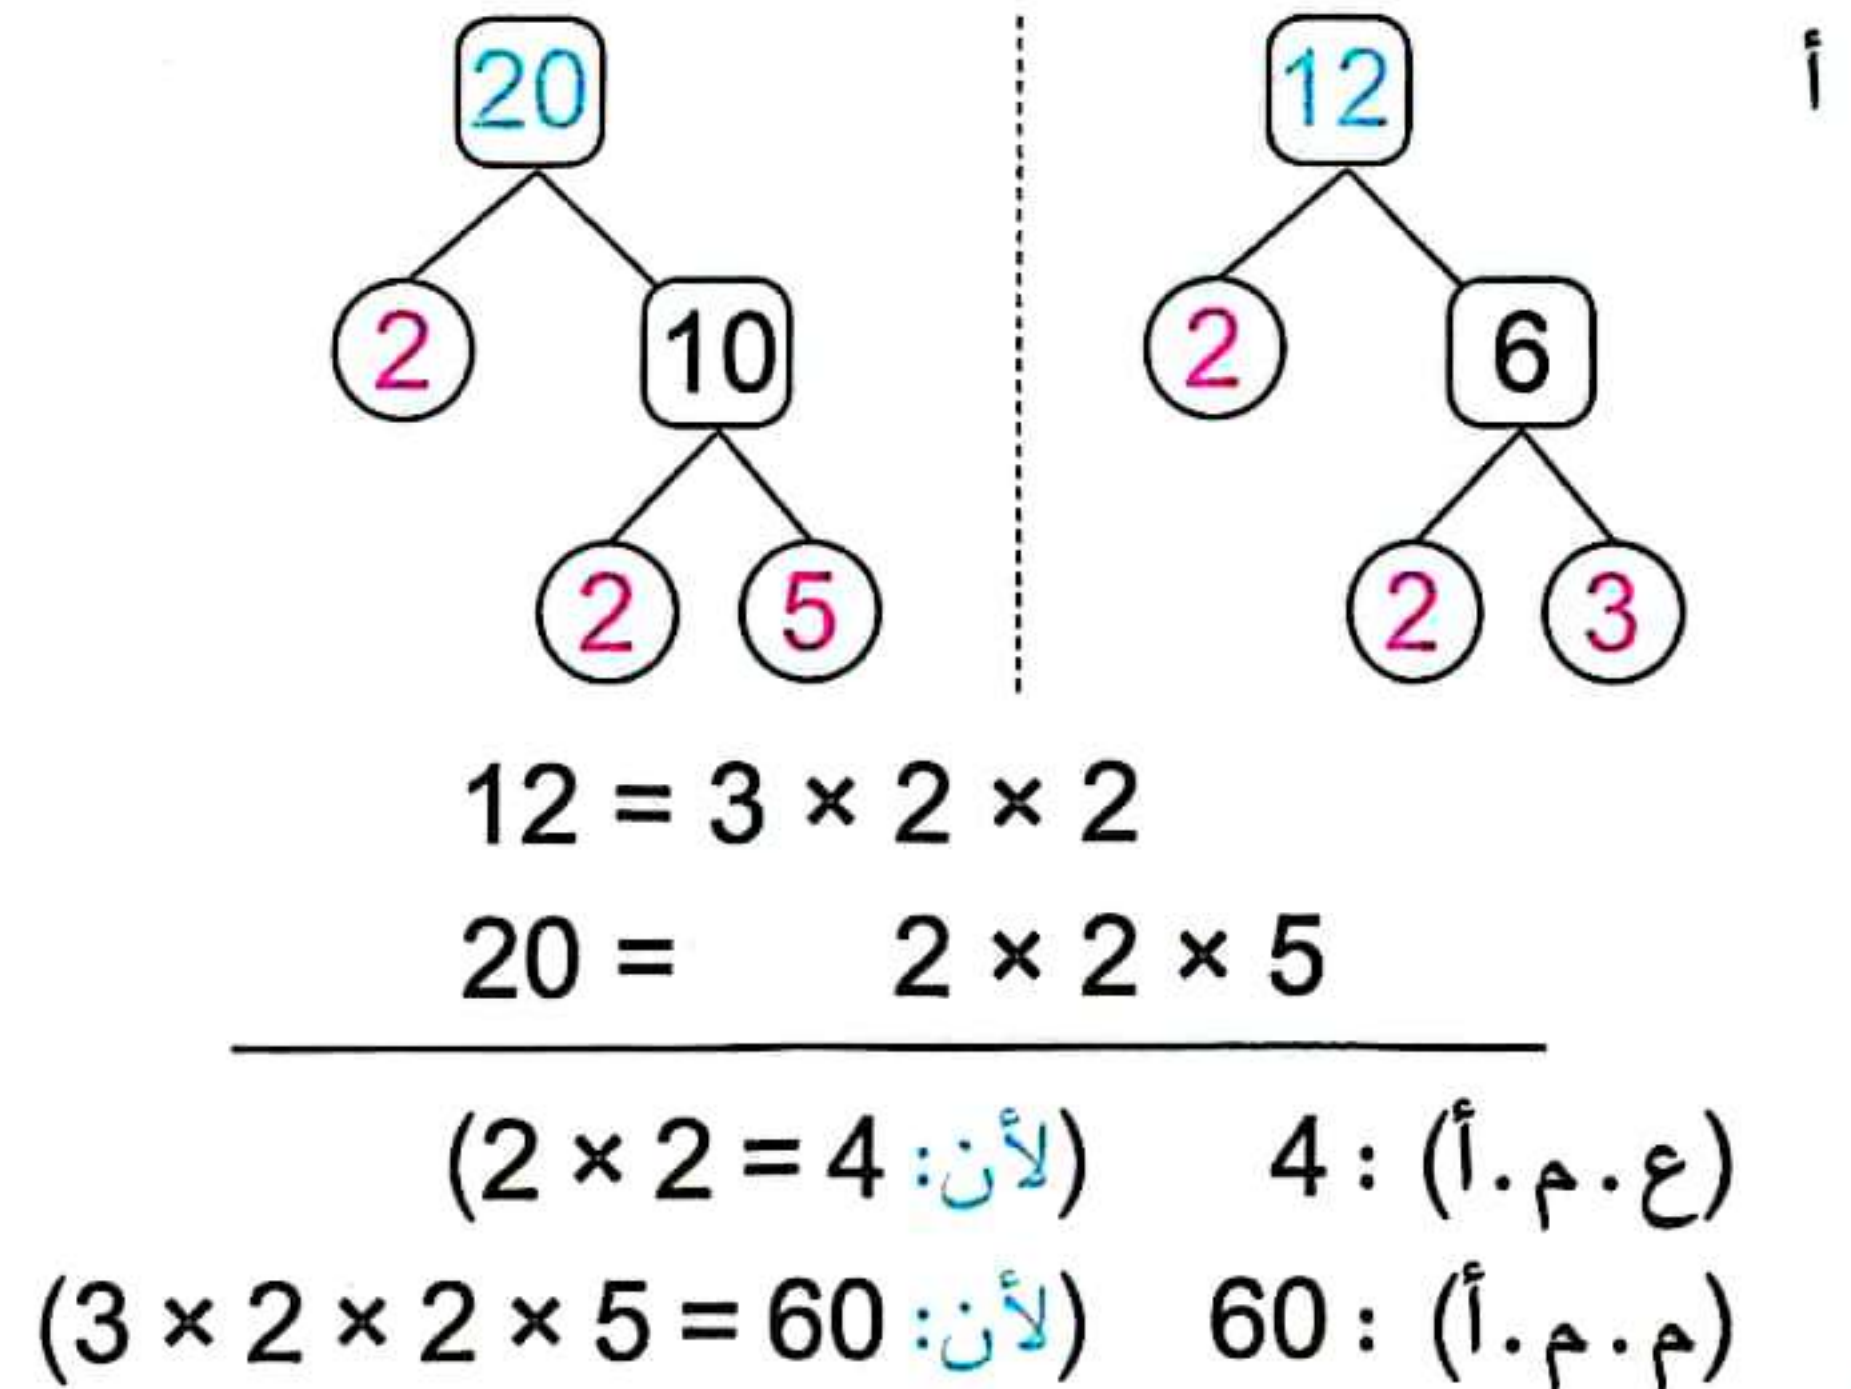 أ
12 20
2 6 2 10
2 3 2 5
12 = 3 × 2 × 2
20 = 2 × 2 × 5
(ع.م.أ) : 4 (لأن: 2 × 2 = 4)
(م.م.أ) : 60 (لأن: 3 × 2 × 2 × 5 = 60)